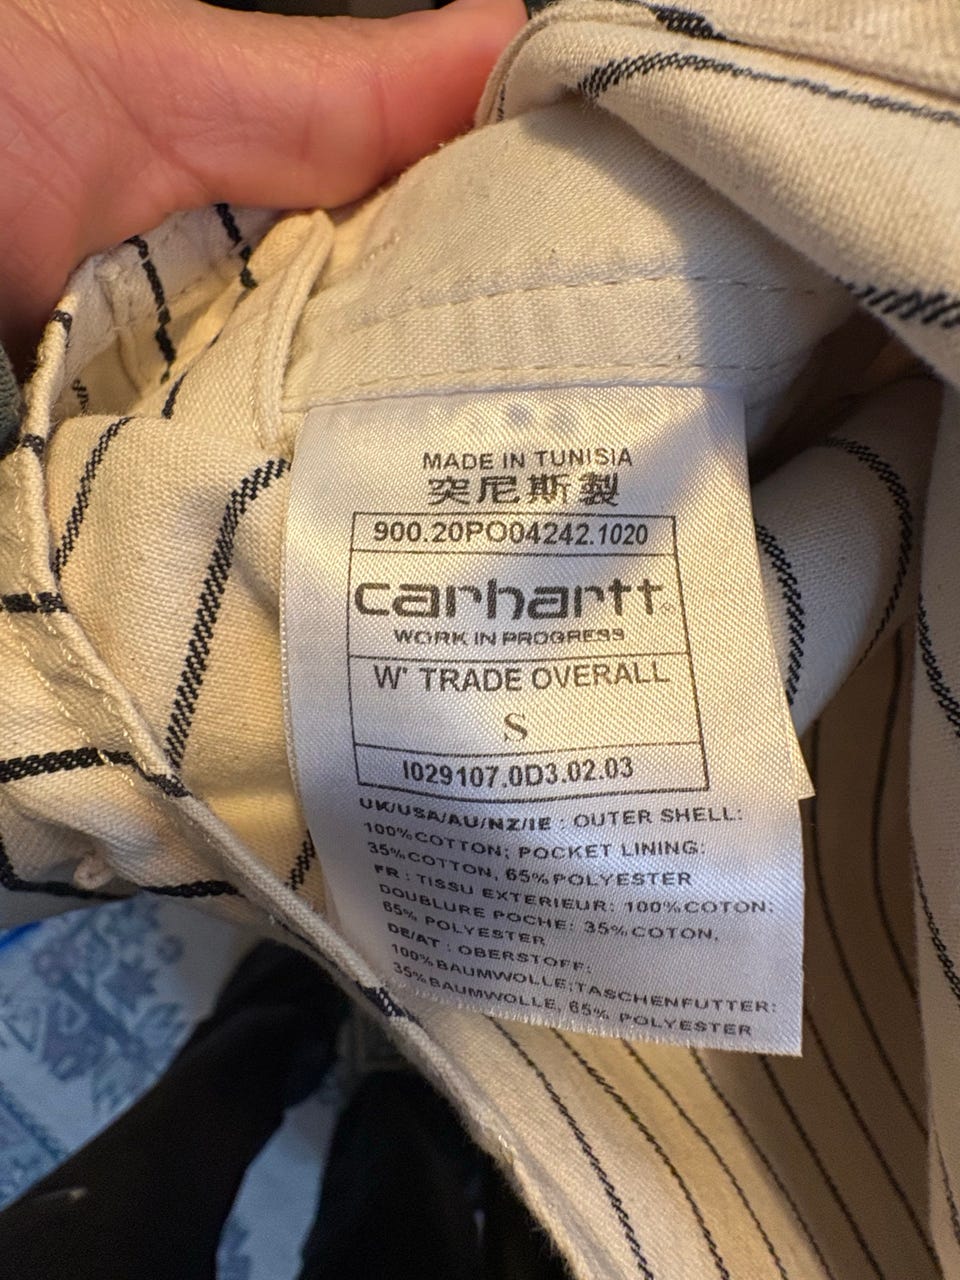 MADE IN TUNISIA
突尼斯製
900.20PO04242.1020
carhartt
WORK IN PROGRESS
W' TRADE OVERALL
S
I029107.0D3.02.03
UK/USA/AU/NZ/IE : OUTER SHELL:
100%COTTON; POCKET LINING:
35%COTTON, 65%POLYESTER
FR : TISSU EXTERIEUR: 100%COTON:
DOUBLURE POCHE: 35%COTON,
65% POLYESTER
DE/AT : OBERSTOFF:
100%BAUMWOLLE;TASCHENFUTTER:
35%BAUMWOLLE, 65% POLYESTER